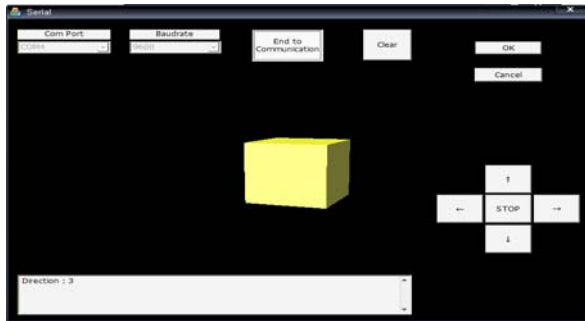 Serial
Com Port
COM4
Baudrate
9600
End to
Communication
Clear
OK
Cancel
↑
← STOP →
↓
Direction : 3